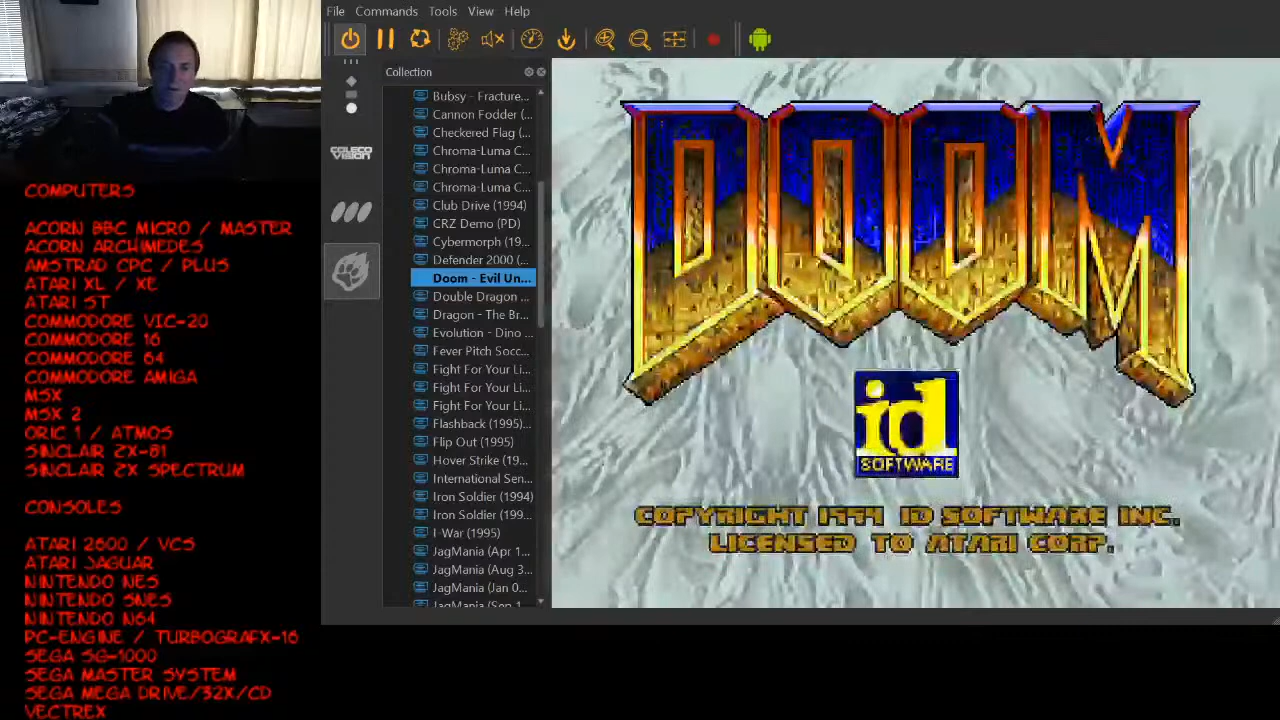 File Commands Tools View Help
Collection
COLECO
VISION
Bubsy - Fracture...
Cannon Fodder (...
Checkered Flag (...
Chroma-Luma C...
Chroma-Luma C...
Chroma-Luma C...
Club Drive (1994)
CRZ Demo (PD)
Cybermorph (19...
Defender 2000 (...
Doom - Evil Un...
Double Dragon ...
Dragon - The Br...
Evolution - Dino ...
Fever Pitch Socc...
Fight For Your Li...
Fight For Your Li...
Fight For Your Li...
Flashback (1995)...
Flip Out (1995)
Hover Strike (19...
International Sen...
Iron Soldier (1994)
Iron Soldier (199...
I-War (1995)
JagMania (Apr 1...
JagMania (Aug 3...
JagMania (Jan 0...
JagMania (Sep 1...
DOOM
id
SOFTWARE
COPYRIGHT 1994 ID SOFTWARE INC.
LICENSED TO ATARI CORP.
COMPUTERS
ACORN BBC MICRO / MASTER
ACORN ARCHIMEDES
AMSTRAD CPC / PLUS
ATARI XL / XE
ATARI ST
COMMODORE VIC-20
COMMODORE 16
COMMODORE 64
COMMODORE AMIGA
MSX
MSX 2
ORIC 1 / ATMOS
SINCLAIR ZX-81
SINCLAIR ZX SPECTRUM
CONSOLES
ATARI 2600 / VCS
ATARI JAGUAR
NINTENDO NES
NINTENDO SNES
NINTENDO N64
PC-ENGINE / TURBOGRAFX-16
SEGA SG-1000
SEGA MASTER SYSTEM
SEGA MEGA DRIVE/32X/CD
VECTREX